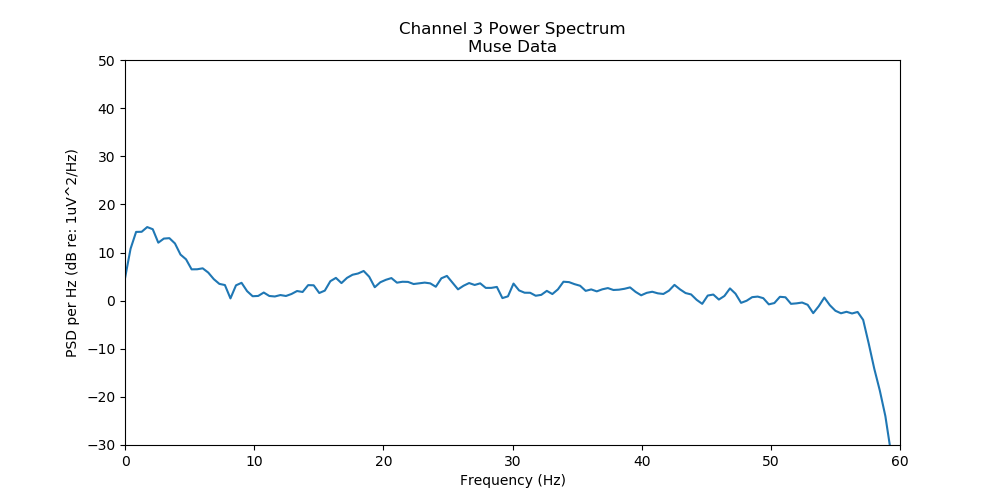 Channel 3 Power Spectrum
Muse Data
50
40
30
20
10
0
−10
−20
−30
PSD per Hz (dB re: 1uV^2/Hz)
0 10 20 30 40 50 60
Frequency (Hz)